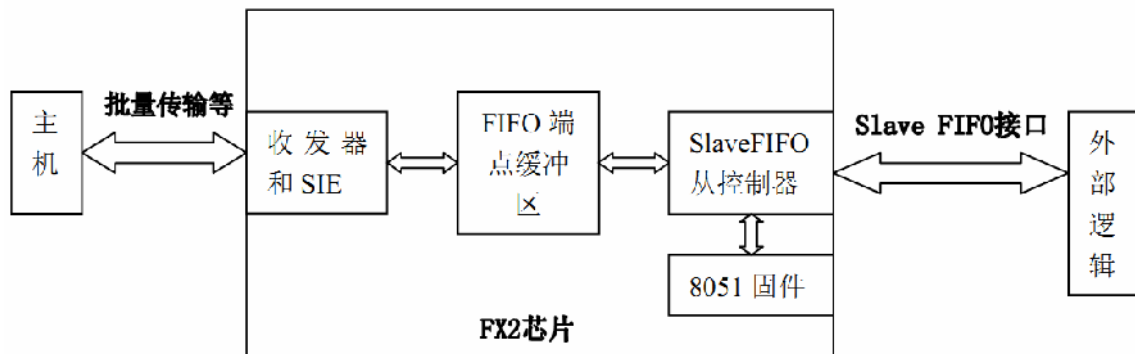 主
机
批量传输等
收发器
和 SIE
FIFO 端
点缓冲
区
SlaveFIFO
从控制器
8051 固件
FX2芯片
Slave FIFO接口
外
部
逻
辑